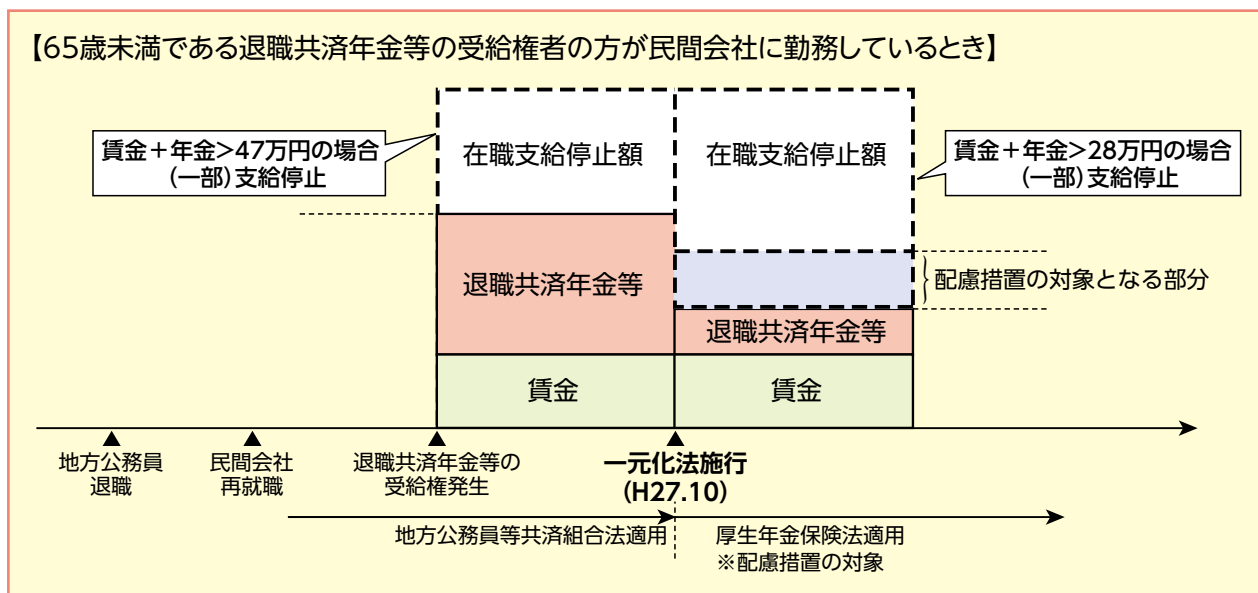 【65歳未満である退職共済年金等の受給権者の方が民間会社に勤務しているとき】
賃金＋年金>47万円の場合
(一部)支給停止
在職支給停止額
在職支給停止額
賃金＋年金>28万円の場合
(一部)支給停止
退職共済年金等
配慮措置の対象となる部分
退職共済年金等
賃金
賃金
地方公務員
退職
民間会社
再就職
退職共済年金等の
受給権発生
一元化法施行
(H27.10)
地方公務員等共済組合法適用
厚生年金保険法適用
※配慮措置の対象